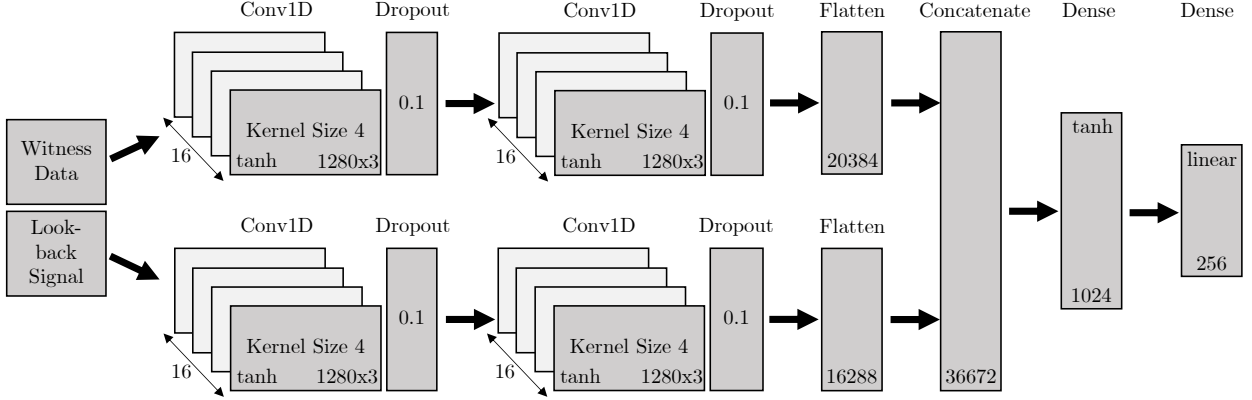 Conv1D Dropout Conv1D Dropout Flatten Concatenate Dense Dense
Kernel Size 4
tanh 1280x3
16
0.1
Kernel Size 4
tanh 1280x3
16
0.1
20384
Witness
Data
Look-
back
Signal
Conv1D Dropout Conv1D Dropout Flatten
Kernel Size 4
tanh 1280x3
16
0.1
Kernel Size 4
tanh 1280x3
16
0.1
16288
36672
tanh
1024
linear
256